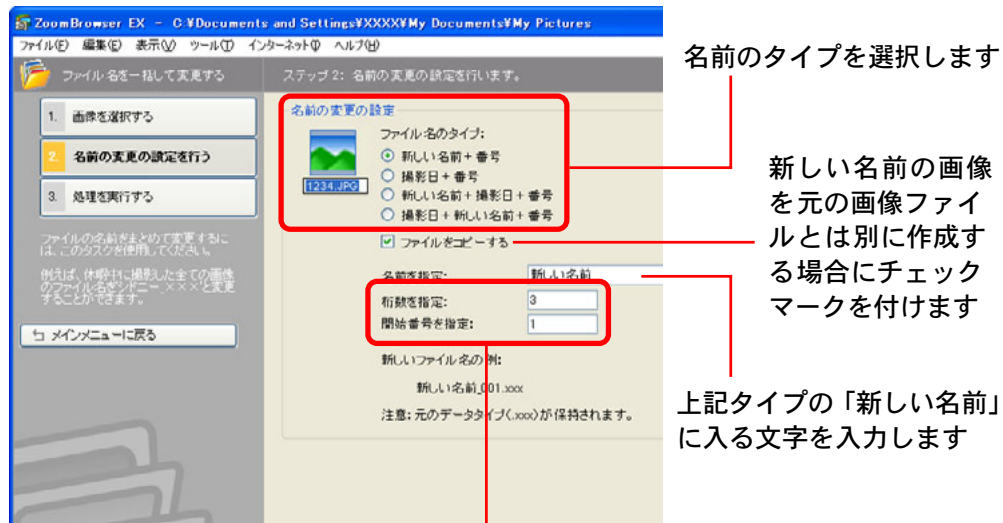 ZoomBrowser EX - C:¥Documents and Settings¥XXXX¥My Documents¥My Pictures
ファイル(F) 編集(E) 表示(V) ツール(T) インターネット(I) ヘルプ(H)
ファイル名を一括して変更する
ステップ2: 名前の変更の設定を行います。
1. 画像を選択する
2. 名前の変更の設定を行う
3. 処理を実行する
ファイルの名前をまとめて変更するに
は、このタスクを使用してください。
例えば、休暇中に撮影した全ての画像
のファイル名をシドニー_×××と変更
することができます。
メインメニューに戻る
名前の変更の設定
1234.JPG
ファイル名のタイプ:
新しい名前+番号
撮影日+番号
新しい名前+撮影日+番号
撮影日+新しい名前+番号
ファイルをコピーする
名前を指定: 新しい名前
桁数を指定: 3
開始番号を指定: 1
新しいファイル名の例:
新しい名前_001.xxx
注意: 元のデータタイプ(.xxx)が保持されます。
名前のタイプを選択します
新しい名前の画像
を元の画像ファイ
ルとは別に作成す
る場合にチェック
マークを付けます
上記タイプの「新しい名前」
に入る文字を入力します